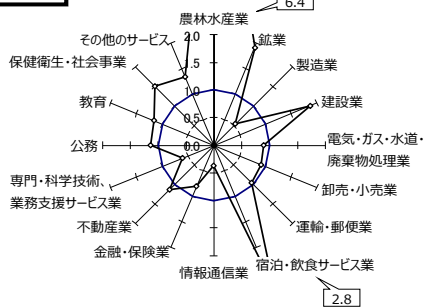 6.4
農林水産業
その他のサービス
鉱業
保健衛生・社会事業
製造業
教育
建設業
公務
電気・ガス・水道・
廃棄物処理業
専門・科学技術、
業務支援サービス業
卸売・小売業
不動産業
運輸・郵便業
金融・保険業
宿泊・飲食サービス業
情報通信業
2.8
2.0
1.5
1.0
0.5
0.0